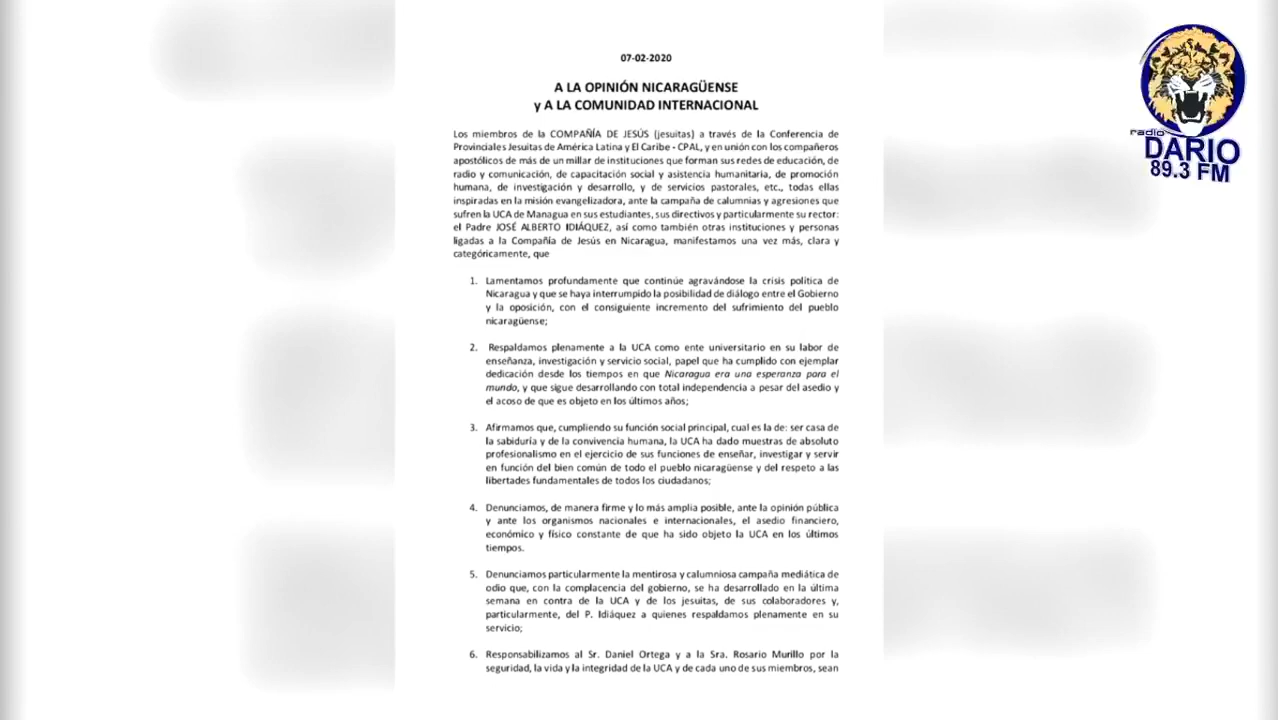 07-02-2020
A LA OPINIÓN NICARAGÜENSE
y A LA COMUNIDAD INTERNACIONAL
Los miembros de la COMPAÑÍA DE JESÚS (jesuitas) a través de la Conferencia de
Provinciales Jesuitas de América Latina y El Caribe - CPAL, y en unión con los compañeros
apostólicos de más de un millar de instituciones que forman sus redes de educación, de
radio y comunicación, de capacitación social y asistencia humanitaria, de promoción
humana, de investigación y desarrollo, y de servicios pastorales, etc., todas ellas
inspiradas en la misión evangelizadora, ante la campaña de calumnias y agresiones que
sufren la UCA de Managua en sus estudiantes, sus directivos y particularmente su rector:
el Padre JOSÉ ALBERTO IDIÁQUEZ, así como también otras instituciones y personas
ligadas a la Compañía de Jesús en Nicaragua, manifestamos una vez más, clara y
categóricamente, que
1. Lamentamos profundamente que continúe agravándose la crisis política de
Nicaragua y que se haya interrumpido la posibilidad de diálogo entre el Gobierno
y la oposición, con el consiguiente incremento del sufrimiento del pueblo
nicaragüense;
2. Respaldamos plenamente a la UCA como ente universitario en su labor de
enseñanza, investigación y servicio social, papel que ha cumplido con ejemplar
dedicación desde los tiempos en que Nicaragua era una esperanza para el
mundo, y que sigue desarrollando con total independencia a pesar del asedio y
el acoso de que es objeto en los últimos años;
3. Afirmamos que, cumpliendo su función social principal, cual es la de: ser casa de
la sabiduría y de la convivencia humana, la UCA ha dado muestras de absoluto
profesionalismo en el ejercicio de sus funciones de enseñar, investigar y servir
en función del bien común de todo el pueblo nicaragüense y del respeto a las
libertades fundamentales de todos los ciudadanos;
4. Denunciamos, de manera firme y lo más amplia posible, ante la opinión pública
y ante los organismos nacionales e internacionales, el asedio financiero,
económico y físico constante de que ha sido objeto la UCA en los últimos
tiempos.
5. Denunciamos particularmente la mentirosa y calumniosa campaña mediática de
odio que, con la complacencia del gobierno, se ha desarrollado en la última
semana en contra de la UCA y de los jesuitas, de sus colaboradores y,
particularmente, del P. Idiáquez a quienes respaldamos plenamente en su
servicio;
6. Responsabilizamos al Sr. Daniel Ortega y a la Sra. Rosario Murillo por la
seguridad, la vida y la integridad de la UCA y de cada uno de sus miembros, sean
radio
DARIO
89.3 FM